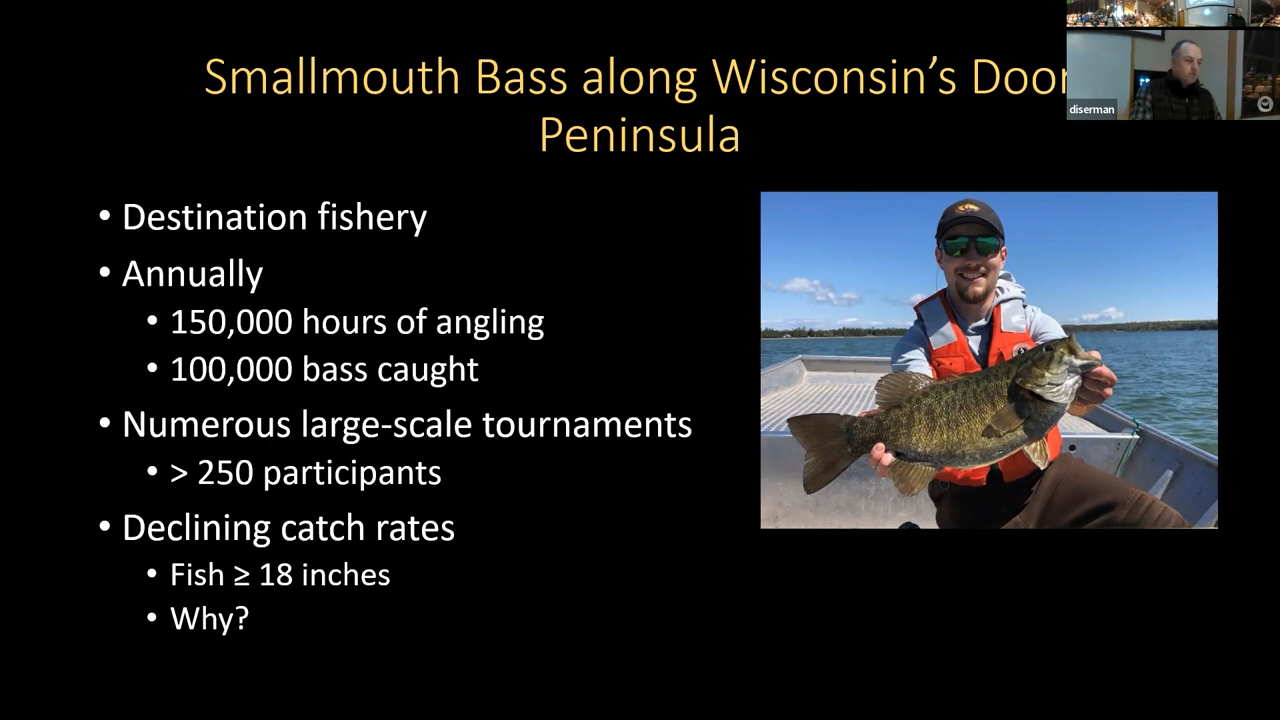 Smallmouth Bass along Wisconsin's Door
Peninsula
diserman
• Destination fishery
• Annually
• 150,000 hours of angling
• 100,000 bass caught
• Numerous large-scale tournaments
• > 250 participants
• Declining catch rates
• Fish ≥ 18 inches
• Why?